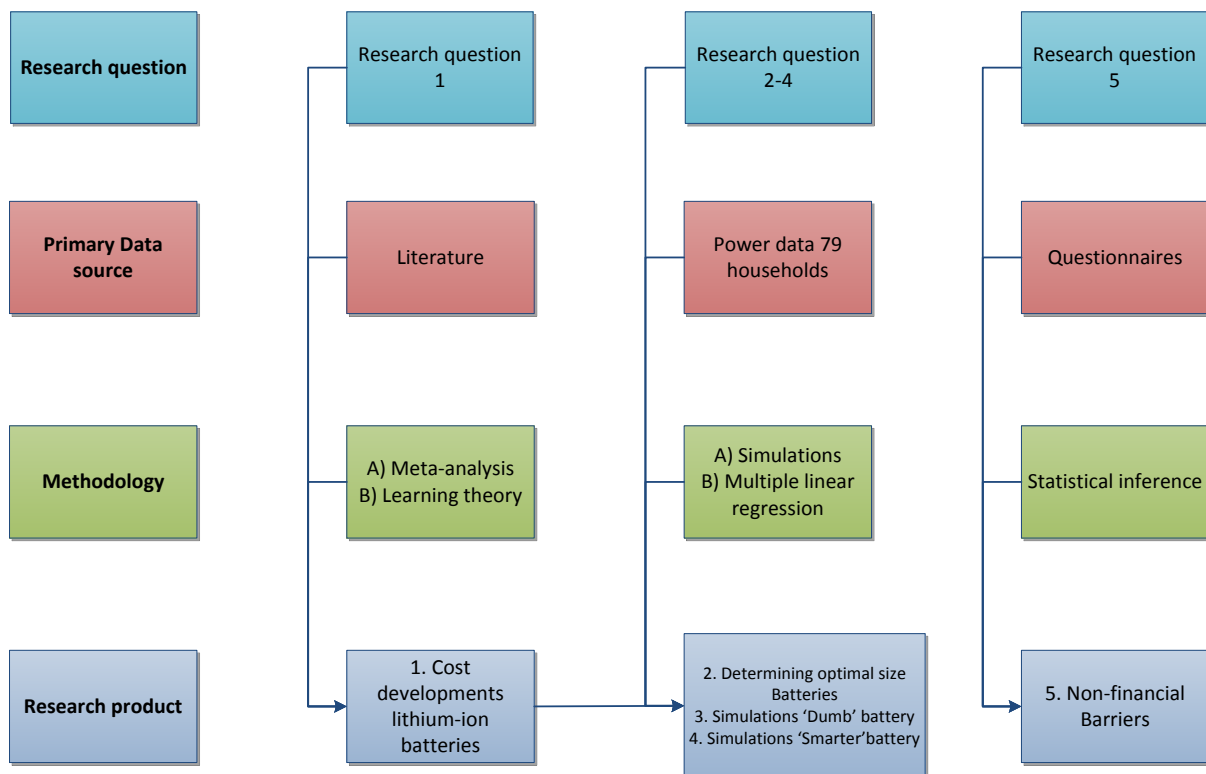 Research question
Research question
1
Research question
2-4
Research question
5
Primary Data
source
Literature
Power data 79
households
Questionnaires
Methodology
A) Meta-analysis
B) Learning theory
A) Simulations
B) Multiple linear
regression
Statistical inference
Research product
1. Cost
developments
lithium-ion
batteries
2. Determining optimal size
Batteries
3. Simulations ‘Dumb’ battery
4. Simulations ‘Smarter’battery
5. Non-financial
Barriers